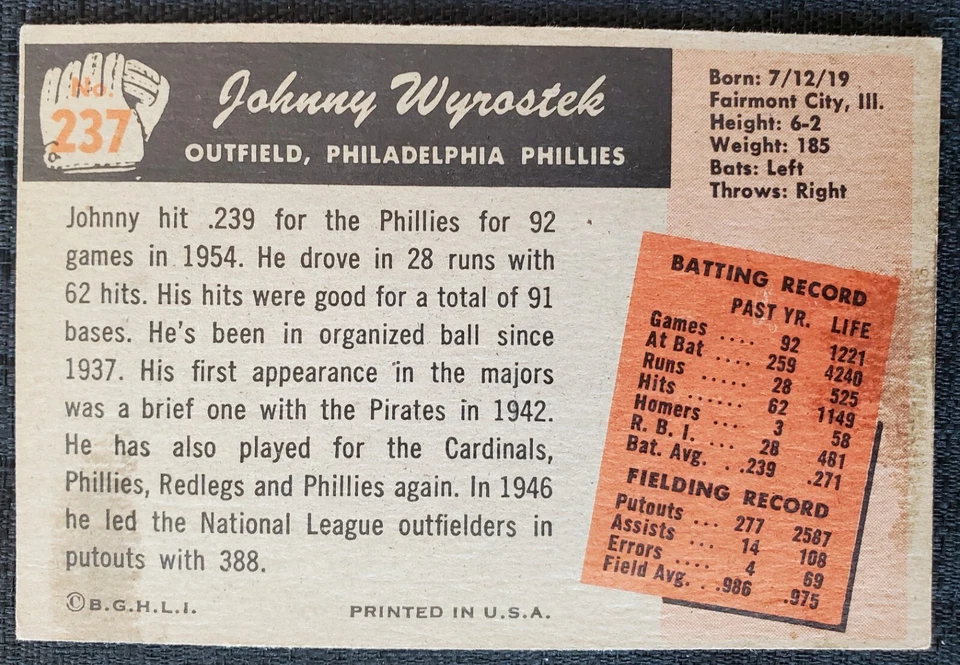 No.
237
Johnny Wyrostek
OUTFIELD, PHILADELPHIA PHILLIES
Born: 7/12/19
Fairmont City, Ill.
Height: 6-2
Weight: 185
Bats: Left
Throws: Right
Johnny hit .239 for the Phillies for 92
games in 1954. He drove in 28 runs with
62 hits. His hits were good for a total of 91
bases. He's been in organized ball since
1937. His first appearance in the majors
was a brief one with the Pirates in 1942.
He has also played for the Cardinals,
Phillies, Redlegs and Phillies again. In 1946
he led the National League outfielders in
putouts with 388.
BATTING RECORD
PAST YR. LIFE
Games .... 92 1221
At Bat ... 259 4240
Runs ..... 28 525
Hits ...... 62 1149
Homers ... 3 58
R. B. I. ... 28 481
Bat. Avg. . .239 .271
FIELDING RECORD
Putouts ... 277 2587
Assists ... 14 108
Errors .... 4 69
Field Avg. . .986 .975
© B.G.H.L.I.
PRINTED IN U.S.A.